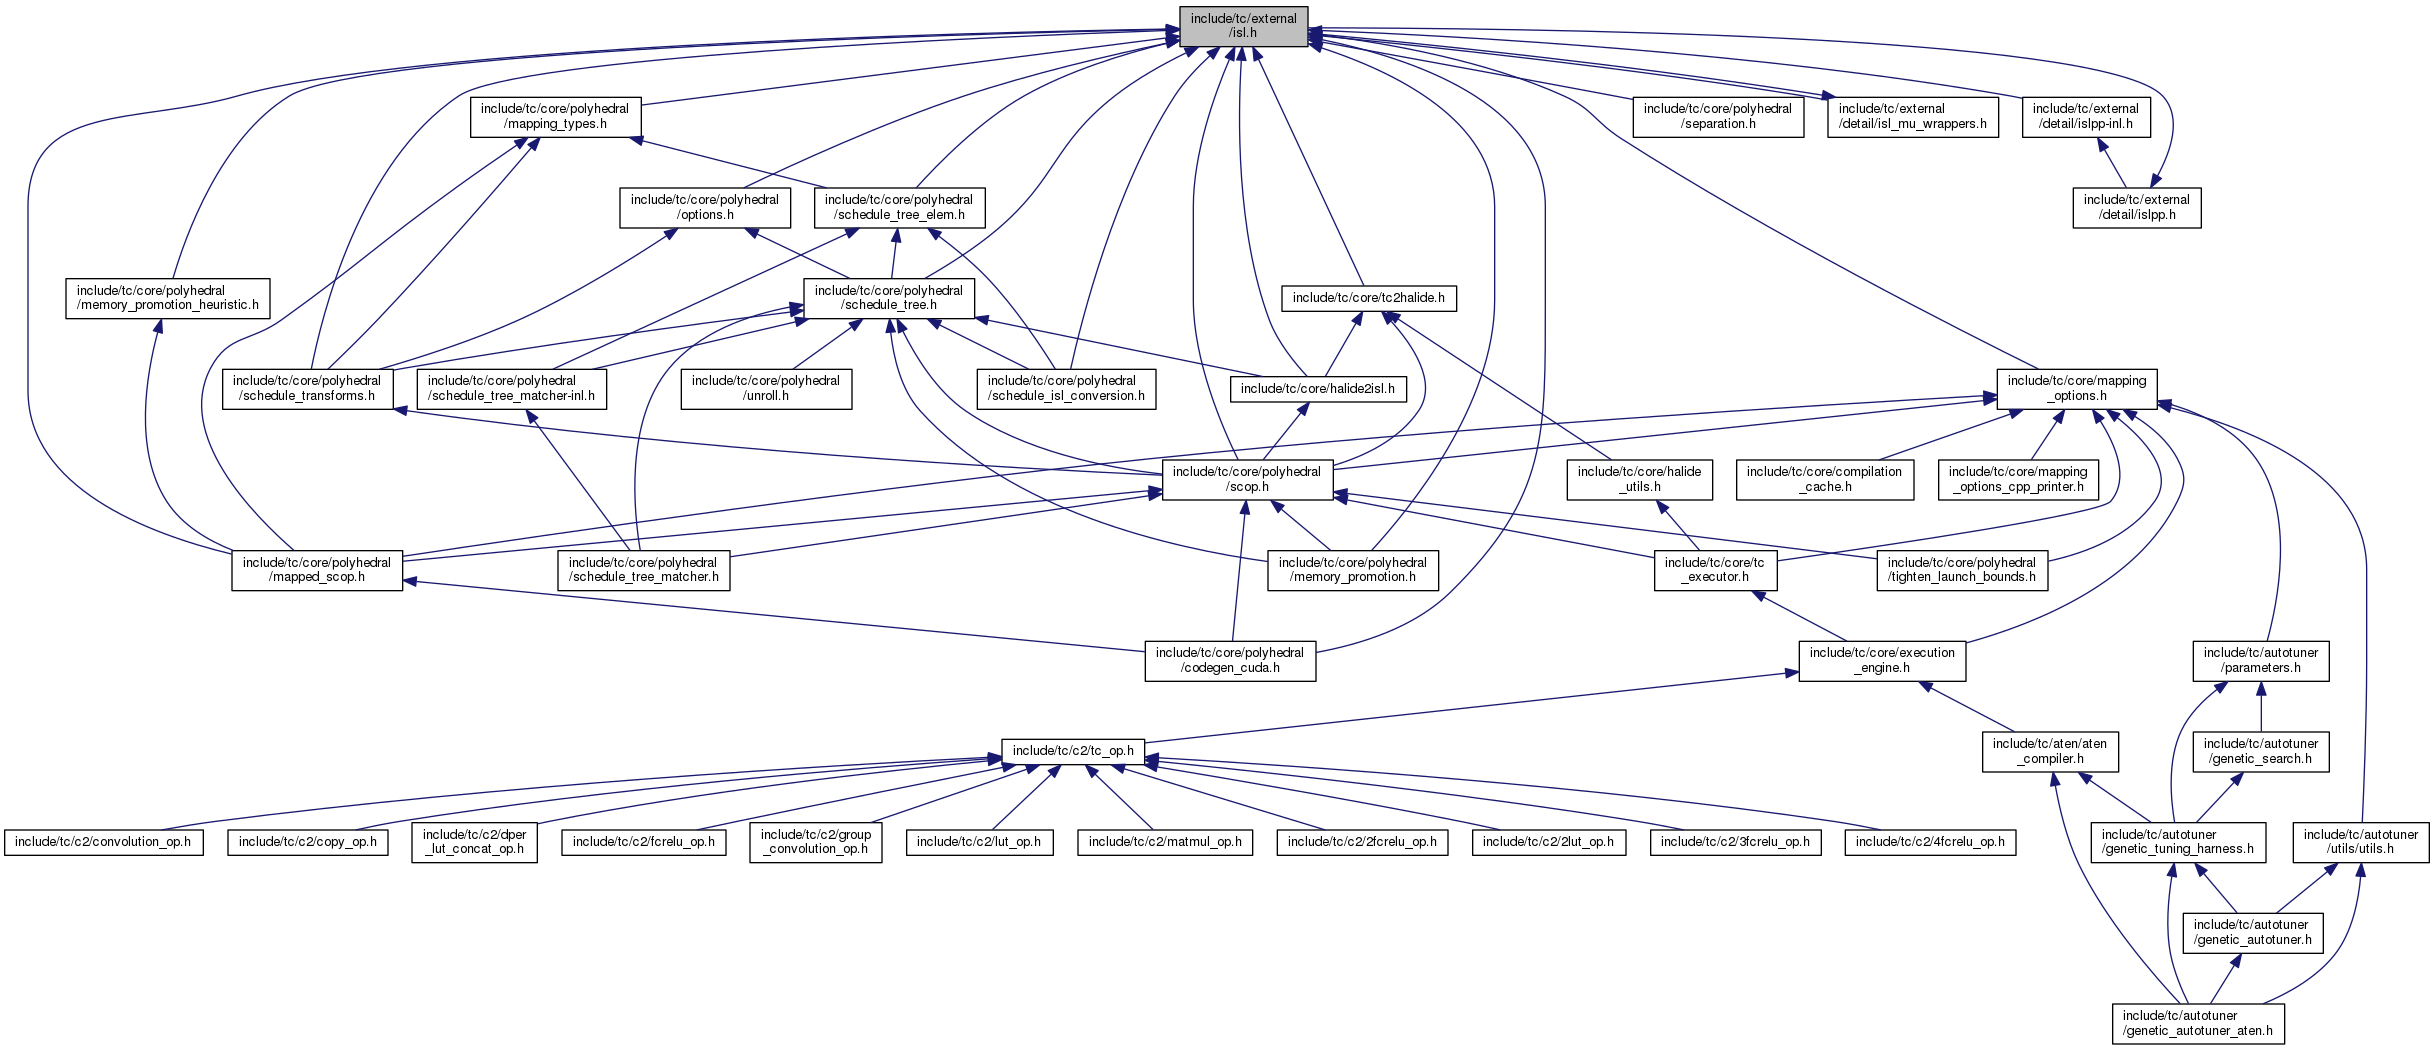 include/tc/external
/isl.h
include/tc/core/polyhedral
/mapping_types.h
include/tc/core/polyhedral
/separation.h
include/tc/external
/detail/isl_mu_wrappers.h
include/tc/external
/detail/islpp-inl.h
include/tc/core/polyhedral
/options.h
include/tc/core/polyhedral
/schedule_tree_elem.h
include/tc/external
/detail/islpp.h
include/tc/core/polyhedral
/memory_promotion_heuristic.h
include/tc/core/polyhedral
/schedule_tree.h
include/tc/core/tc2halide.h
include/tc/core/polyhedral
/schedule_transforms.h
include/tc/core/polyhedral
/schedule_tree_matcher-inl.h
include/tc/core/polyhedral
/unroll.h
include/tc/core/polyhedral
/schedule_isl_conversion.h
include/tc/core/halide2isl.h
include/tc/core/mapping
_options.h
include/tc/core/polyhedral
/scop.h
include/tc/core/halide
_utils.h
include/tc/core/compilation
_cache.h
include/tc/core/mapping
_options_cpp_printer.h
include/tc/core/polyhedral
/mapped_scop.h
include/tc/core/polyhedral
/schedule_tree_matcher.h
include/tc/core/polyhedral
/memory_promotion.h
include/tc/core/tc
_executor.h
include/tc/core/polyhedral
/tighten_launch_bounds.h
include/tc/core/polyhedral
/codegen_cuda.h
include/tc/core/execution
_engine.h
include/tc/autotuner
/parameters.h
include/tc/c2/tc_op.h
include/tc/aten/aten
_compiler.h
include/tc/autotuner
/genetic_search.h
include/tc/c2/convolution_op.h
include/tc/c2/copy_op.h
include/tc/c2/dper
_lut_concat_op.h
include/tc/c2/fcrelu_op.h
include/tc/c2/group
_convolution_op.h
include/tc/c2/lut_op.h
include/tc/c2/matmul_op.h
include/tc/c2/2fcrelu_op.h
include/tc/c2/2lut_op.h
include/tc/c2/3fcrelu_op.h
include/tc/c2/4fcrelu_op.h
include/tc/autotuner
/genetic_tuning_harness.h
include/tc/autotuner
/utils/utils.h
include/tc/autotuner
/genetic_autotuner.h
include/tc/autotuner
/genetic_autotuner_aten.h